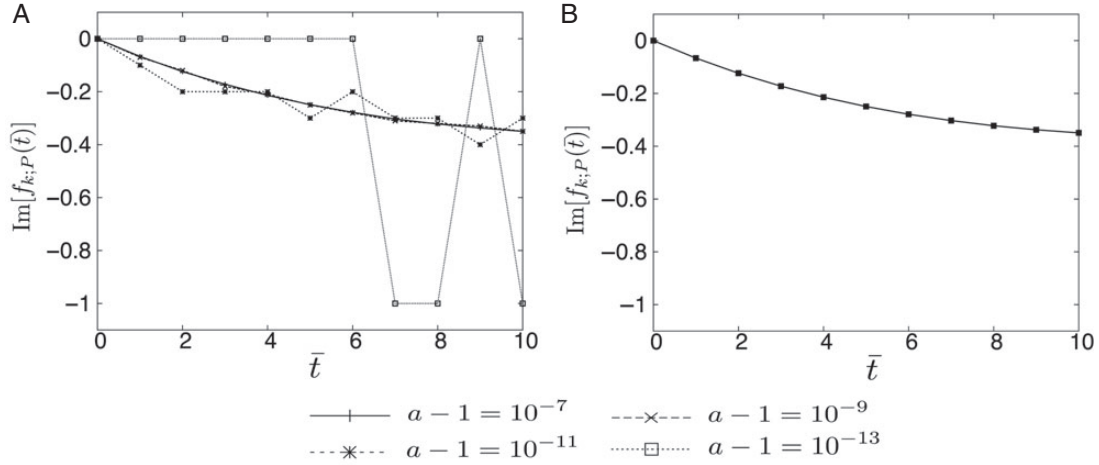 A
B
0
−0.2
−0.4
−0.6
−0.8
−1
Im[f_{k;P}(t̄)]
0 2 4 6 8 10
t̄
0
−0.2
−0.4
−0.6
−0.8
−1
Im[f_{k;P}(t̄)]
0 2 4 6 8 10
t̄
a − 1 = 10^{−7}
a − 1 = 10^{−9}
a − 1 = 10^{−11}
a − 1 = 10^{−13}